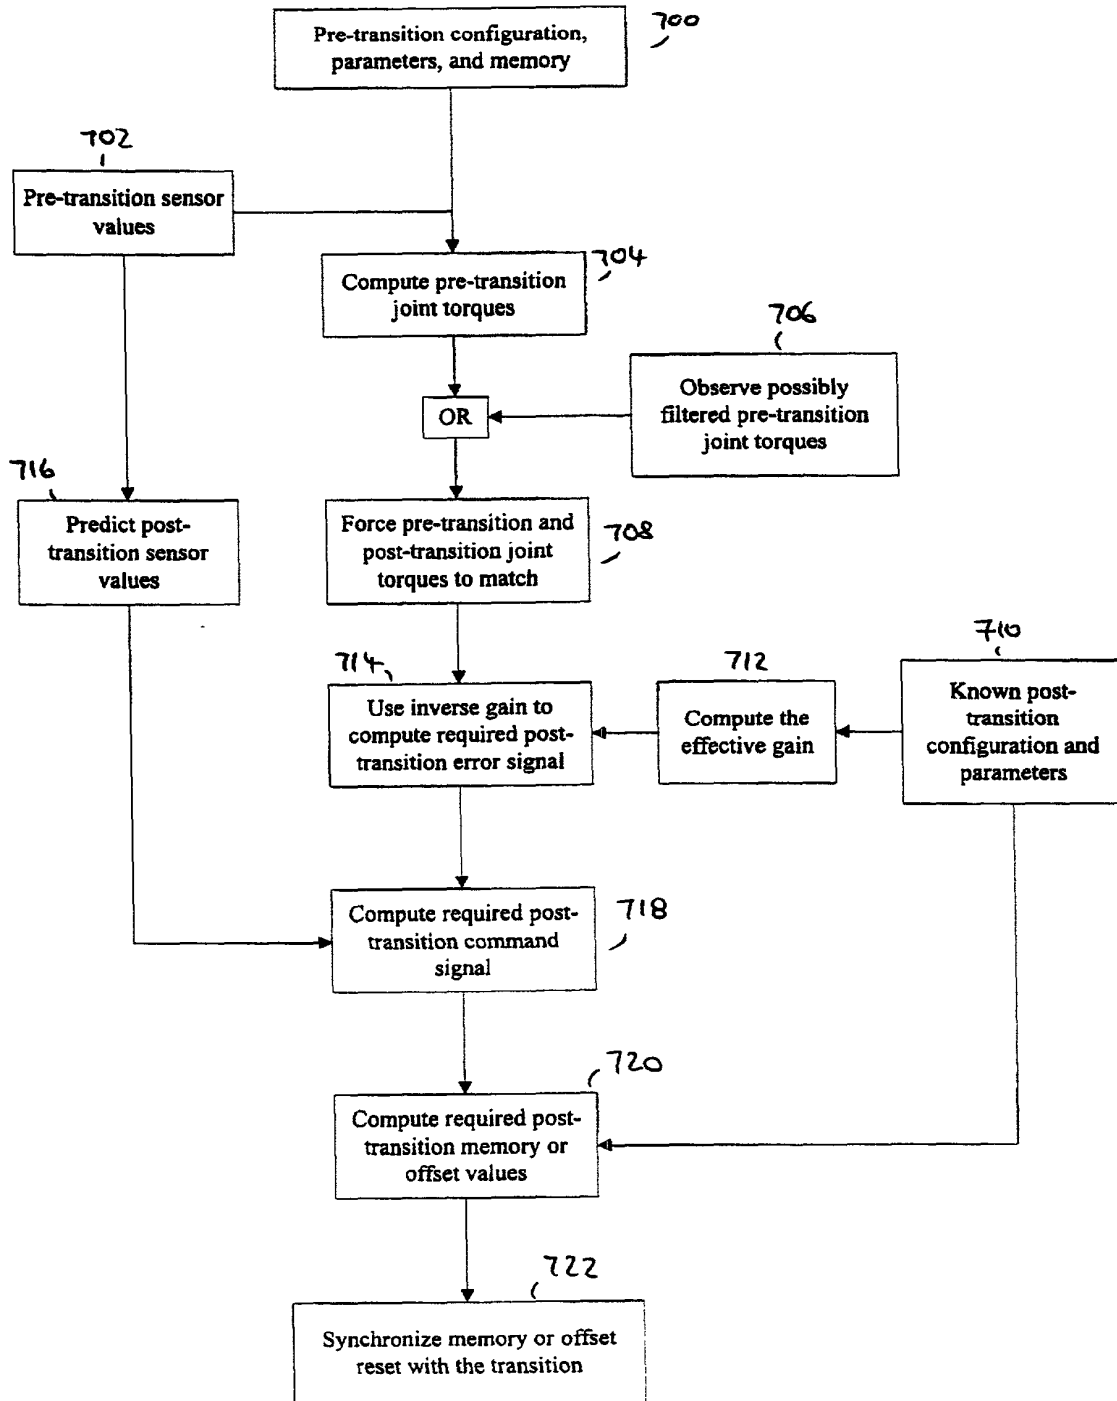 Pre-transition configuration,
parameters, and memory
700
702
Pre-transition sensor
values
704
Compute pre-transition
joint torques
706
OR
Observe possibly
filtered pre-transition
joint torques
716
Predict post-
transition sensor
values
Force pre-transition and
post-transition joint
torques to match
708
714
Use inverse gain to
compute required post-
transition error signal
712
Compute the
effective gain
710
Known post-
transition
configuration and
parameters
Compute required post-
transition command
signal
718
720
Compute required post-
transition memory or
offset values
722
Synchronize memory or offset
reset with the transition